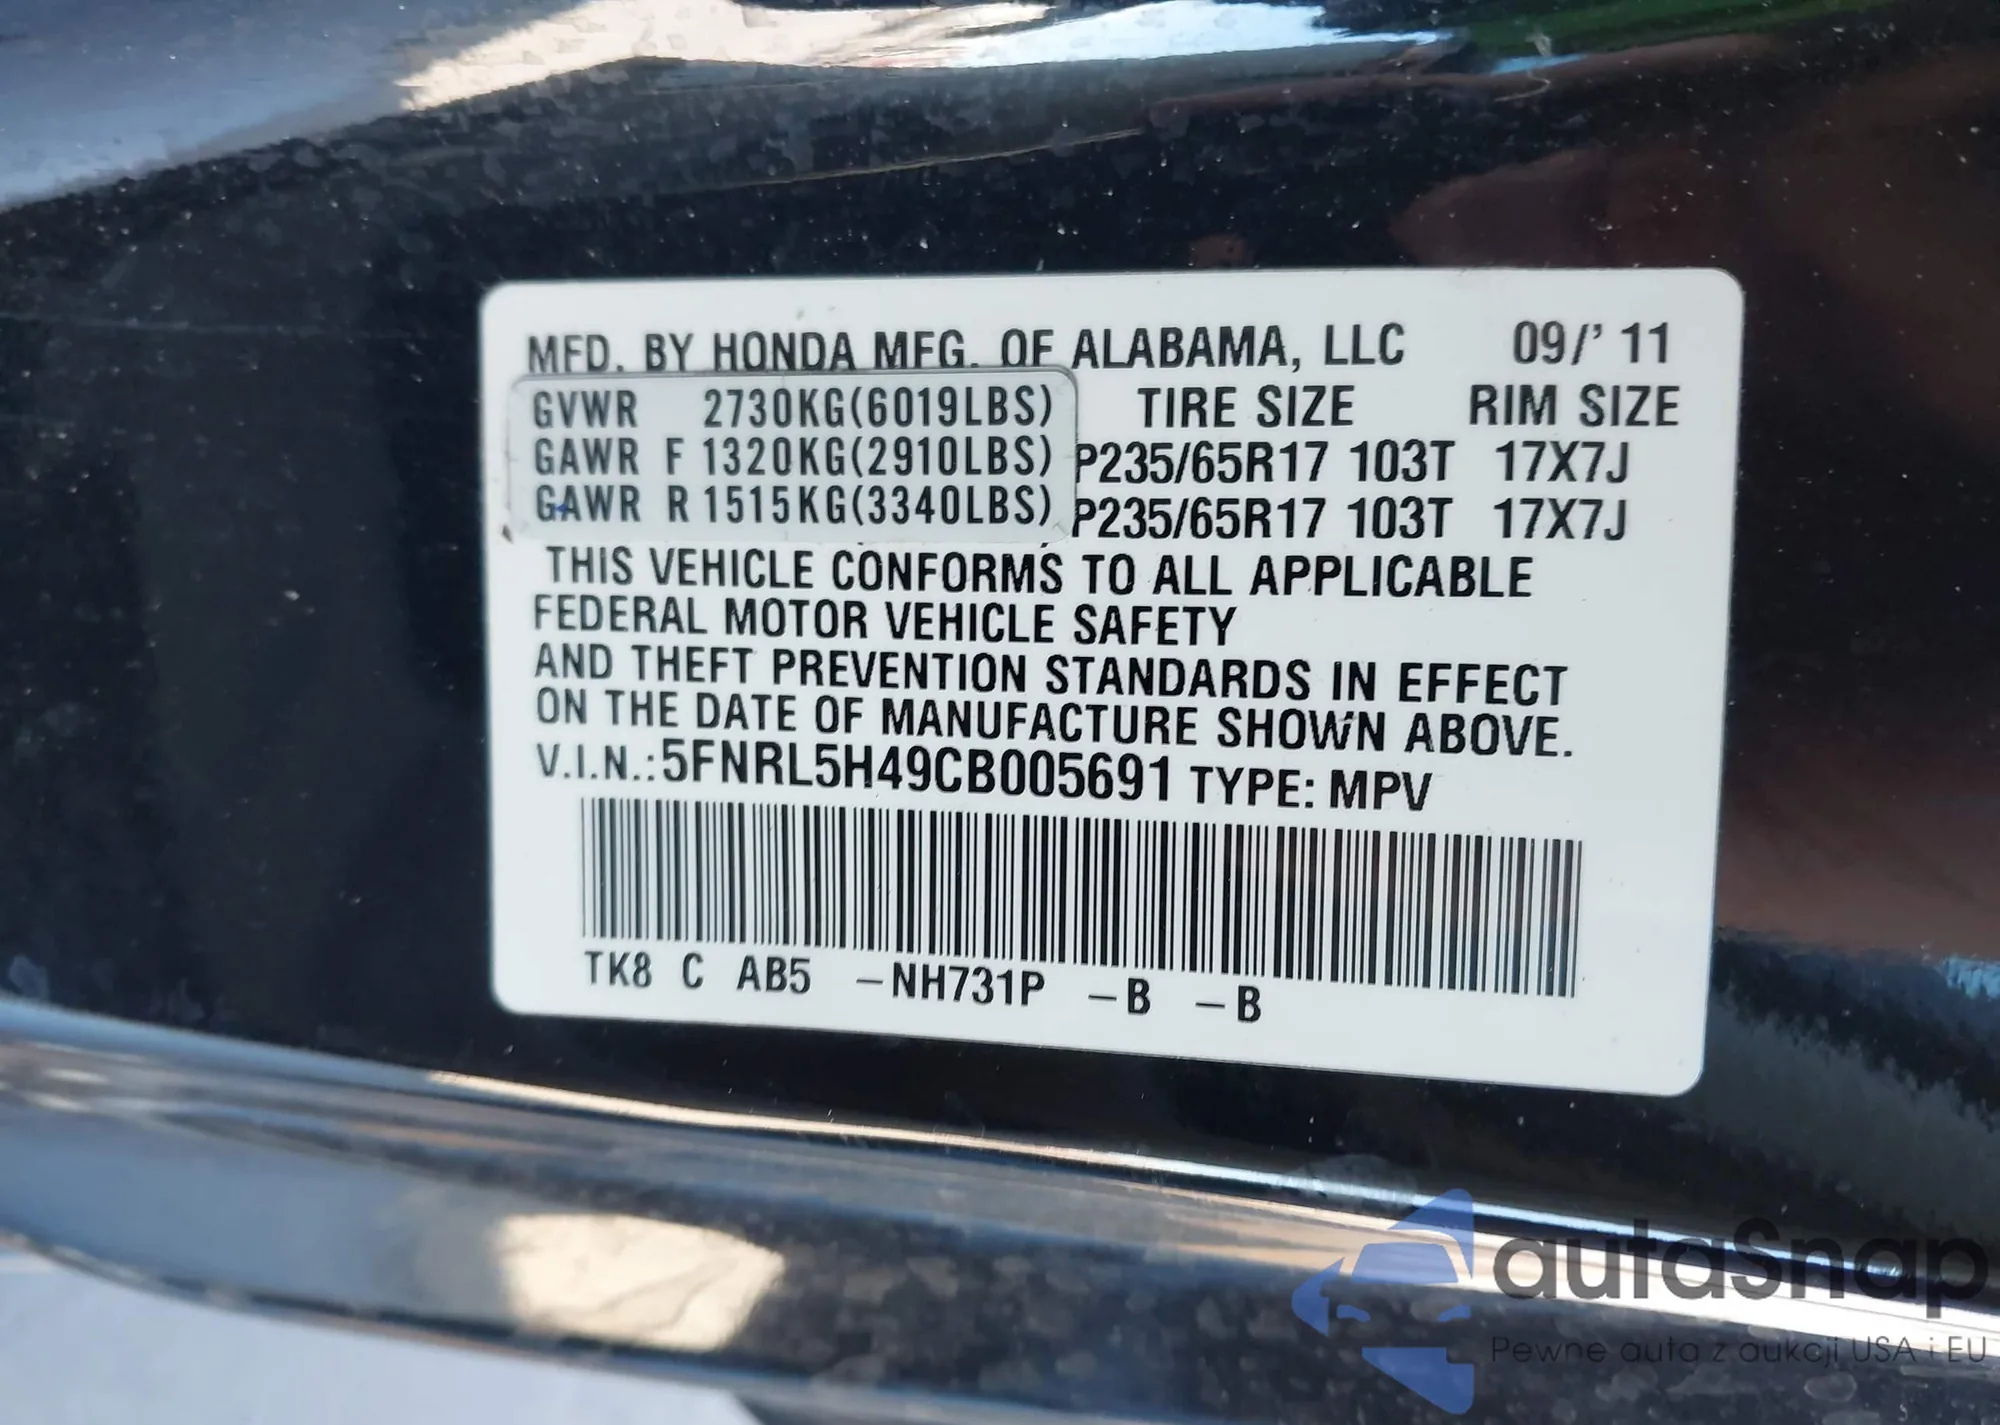 MFD. BY HONDA MFG. OF ALABAMA, LLC 09/' 11
GVWR 2730KG(6019LBS) TIRE SIZE RIM SIZE
GAWR F 1320KG(2910LBS) P235/65R17 103T 17X7J
GAWR R 1515KG(3340LBS) P235/65R17 103T 17X7J
THIS VEHICLE CONFORMS TO ALL APPLICABLE
FEDERAL MOTOR VEHICLE SAFETY
AND THEFT PREVENTION STANDARDS IN EFFECT
ON THE DATE OF MANUFACTURE SHOWN ABOVE.
V.I.N.: 5FNRL5H49CB005691 TYPE: MPV
TK8 C AB5 –NH731P –B –B
autaSnap
Pewne auta z aukcji USA i EU